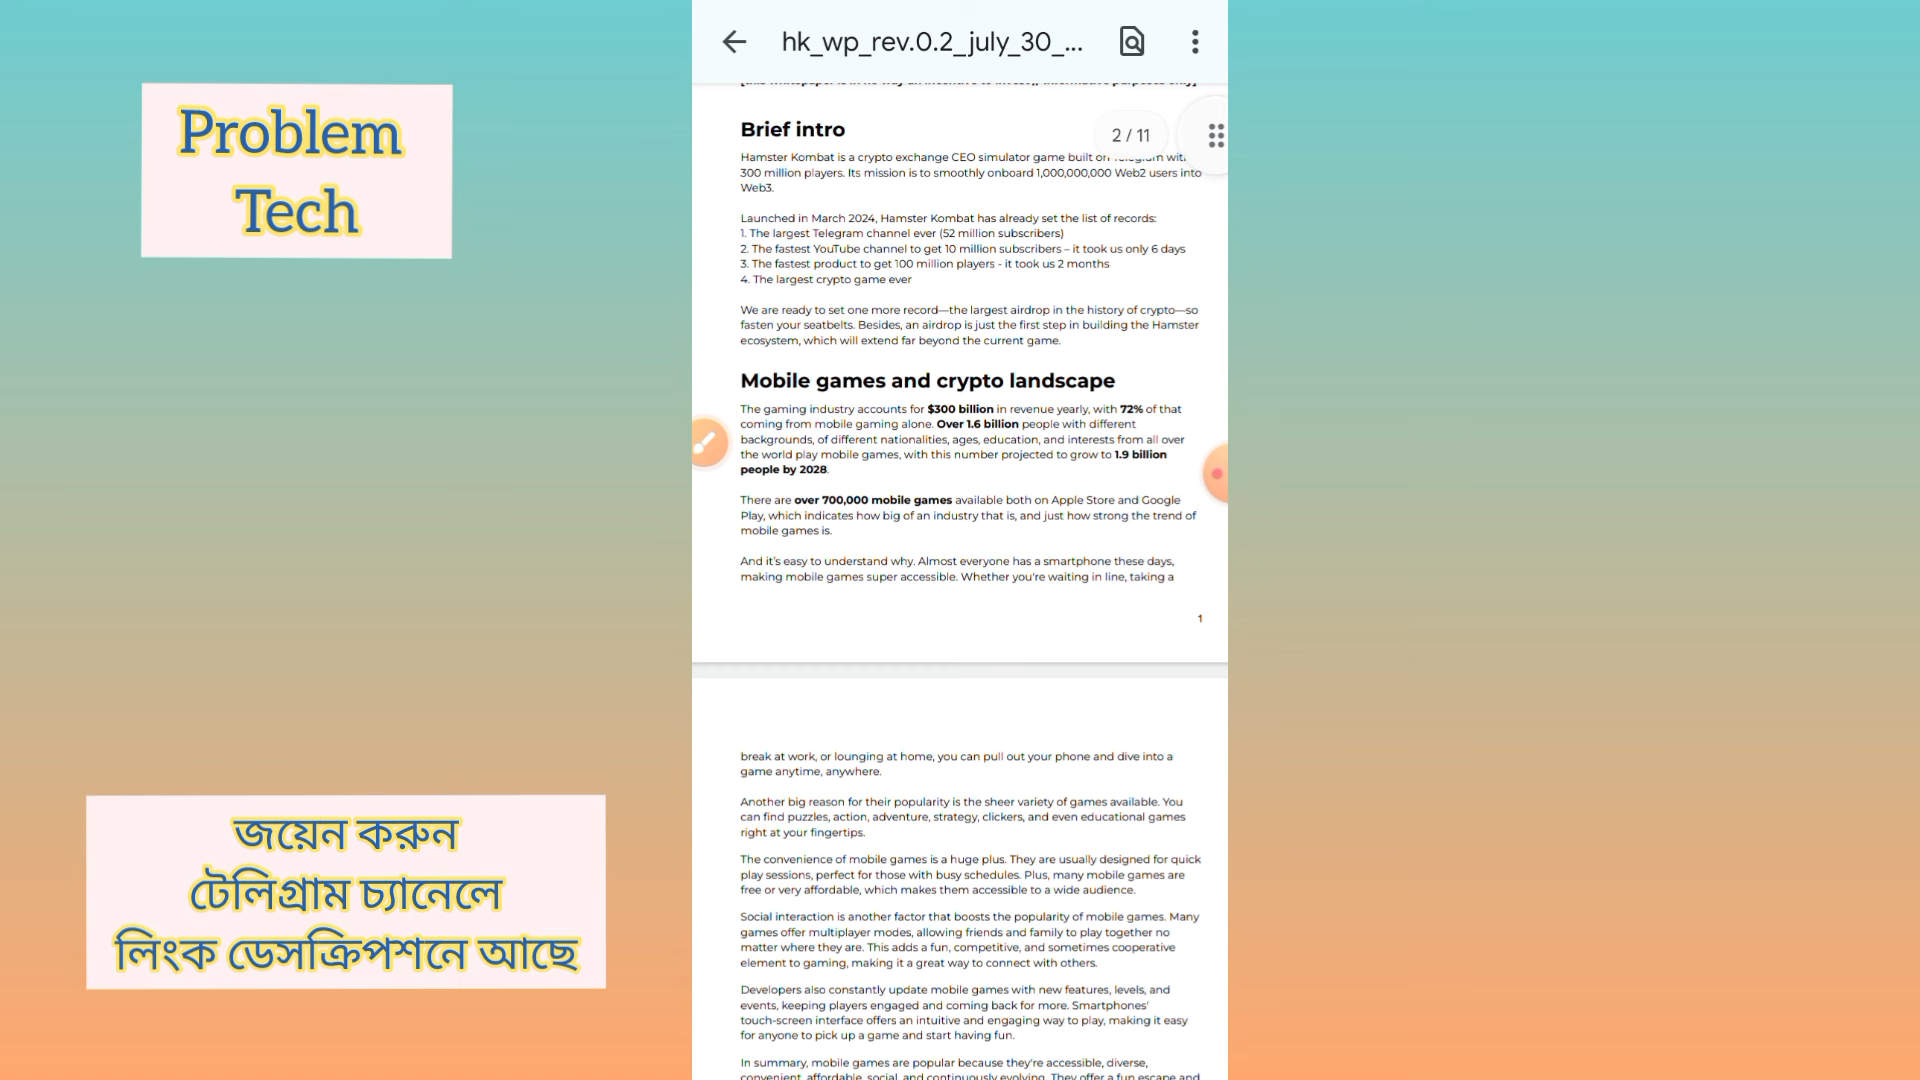 Problem
Tech
জয়েন করুন
টেলিগ্রাম চ্যানেলে
লিংক ডেসক্রিপশনে আছে
hk_wp_rev.0.2_july_30_...
2 / 11
Brief intro
Hamster Kombat is a crypto exchange CEO simulator game built on
300 million players. Its mission is to smoothly onboard 1,000,000,000 Web2 users into
Web3.
Launched in March 2024, Hamster Kombat has already set the list of records:
1. The largest Telegram channel ever (52 million subscribers)
2. The fastest YouTube channel to get 10 million subscribers – it took us only 6 days
3. The fastest product to get 100 million players - it took us 2 months
4. The largest crypto game ever
We are ready to set one more record—the largest airdrop in the history of crypto—so
fasten your seatbelts. Besides, an airdrop is just the first step in building the Hamster
ecosystem, which will extend far beyond the current game.
Mobile games and crypto landscape
The gaming industry accounts for $300 billion in revenue yearly, with 72% of that
coming from mobile gaming alone. Over 1.6 billion people with different
backgrounds, of different nationalities, ages, education, and interests from all over
the world play mobile games, with this number projected to grow to 1.9 billion
people by 2028.
There are over 700,000 mobile games available both on Apple Store and Google
Play, which indicates how big of an industry that is, and just how strong the trend of
mobile games is.
And it's easy to understand why. Almost everyone has a smartphone these days,
making mobile games super accessible. Whether you're waiting in line, taking a
1
break at work, or lounging at home, you can pull out your phone and dive into a
game anytime, anywhere.
Another big reason for their popularity is the sheer variety of games available. You
can find puzzles, action, adventure, strategy, clickers, and even educational games
right at your fingertips.
The convenience of mobile games is a huge plus. They are usually designed for quick
play sessions, perfect for those with busy schedules. Plus, many mobile games are
free or very affordable, which makes them accessible to a wide audience.
Social interaction is another factor that boosts the popularity of mobile games. Many
games offer multiplayer modes, allowing friends and family to play together no
matter where they are. This adds a fun, competitive, and sometimes cooperative
element to gaming, making it a great way to connect with others.
Developers also constantly update mobile games with new features, levels, and
events, keeping players engaged and coming back for more. Smartphones'
touch-screen interface offers an intuitive and engaging way to play, making it easy
for anyone to pick up a game and start having fun.
In summary, mobile games are popular because they're accessible, diverse,
convenient, affordable, social, and continuously evolving. They offer a fun escape and